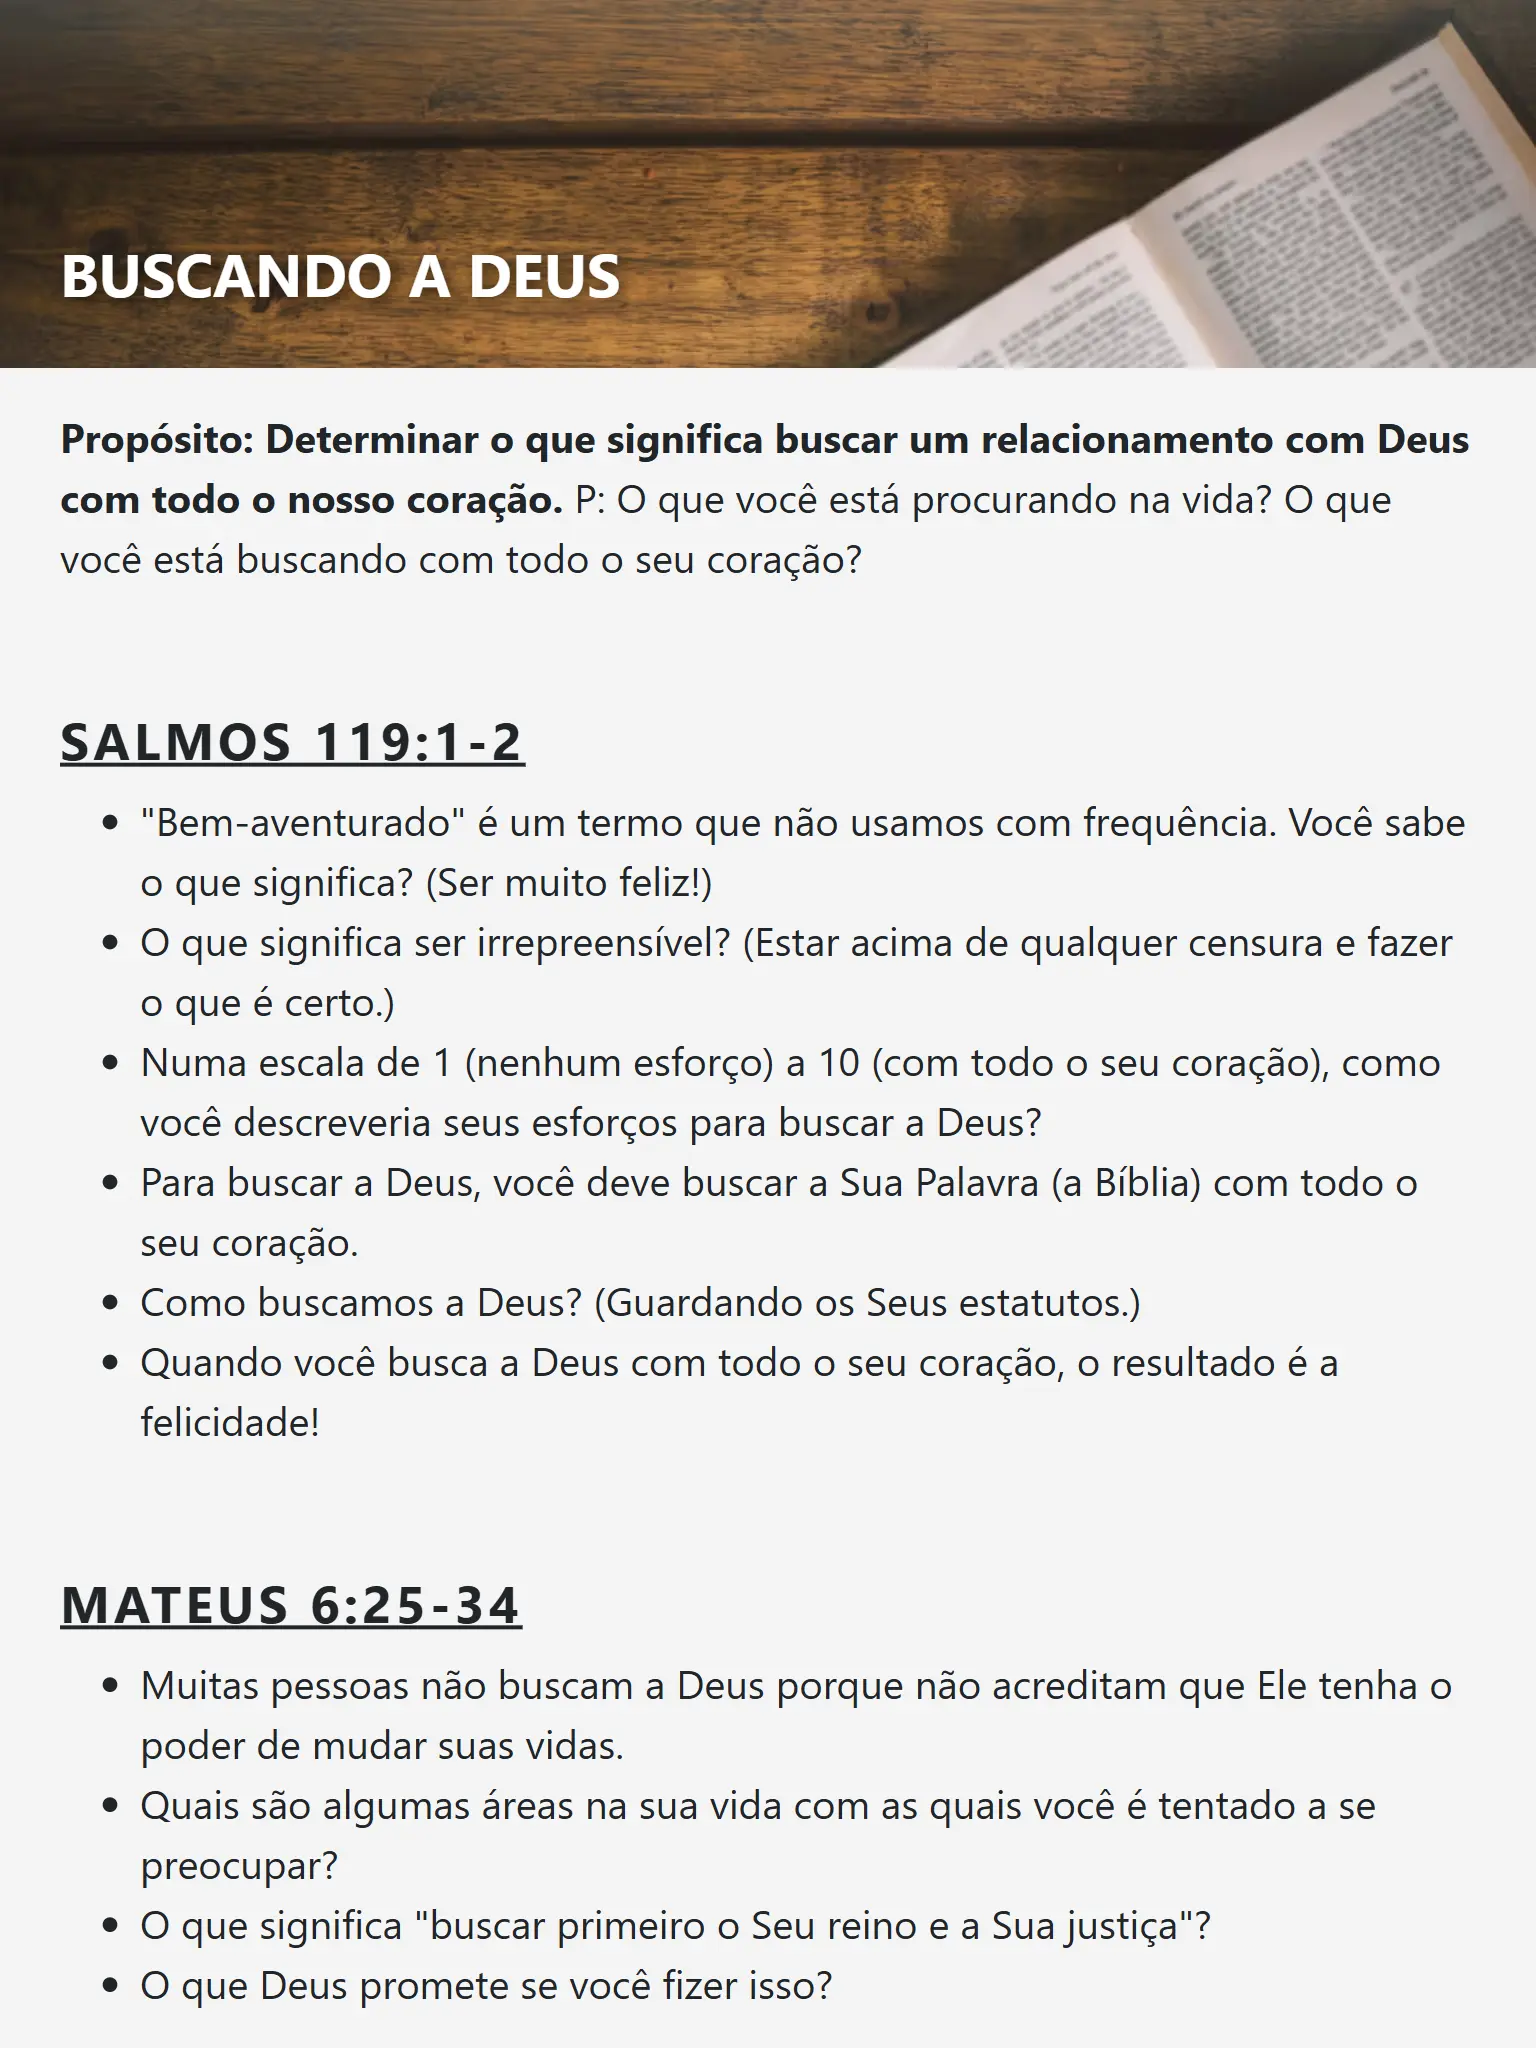 BUSCANDO A DEUS
Propósito: Determinar o que significa buscar um relacionamento com Deus
com todo o nosso coração. P: O que você está procurando na vida? O que
você está buscando com todo o seu coração?
SALMOS 119:1-2
• "Bem-aventurado" é um termo que não usamos com frequência. Você sabe
o que significa? (Ser muito feliz!)
• O que significa ser irrepreensível? (Estar acima de qualquer censura e fazer
o que é certo.)
• Numa escala de 1 (nenhum esforço) a 10 (com todo o seu coração), como
você descreveria seus esforços para buscar a Deus?
• Para buscar a Deus, você deve buscar a Sua Palavra (a Bíblia) com todo o
seu coração.
• Como buscamos a Deus? (Guardando os Seus estatutos.)
• Quando você busca a Deus com todo o seu coração, o resultado é a
felicidade!
MATEUS 6:25-34
• Muitas pessoas não buscam a Deus porque não acreditam que Ele tenha o
poder de mudar suas vidas.
• Quais são algumas áreas na sua vida com as quais você é tentado a se
preocupar?
• O que significa "buscar primeiro o Seu reino e a Sua justiça"?
• O que Deus promete se você fizer isso?